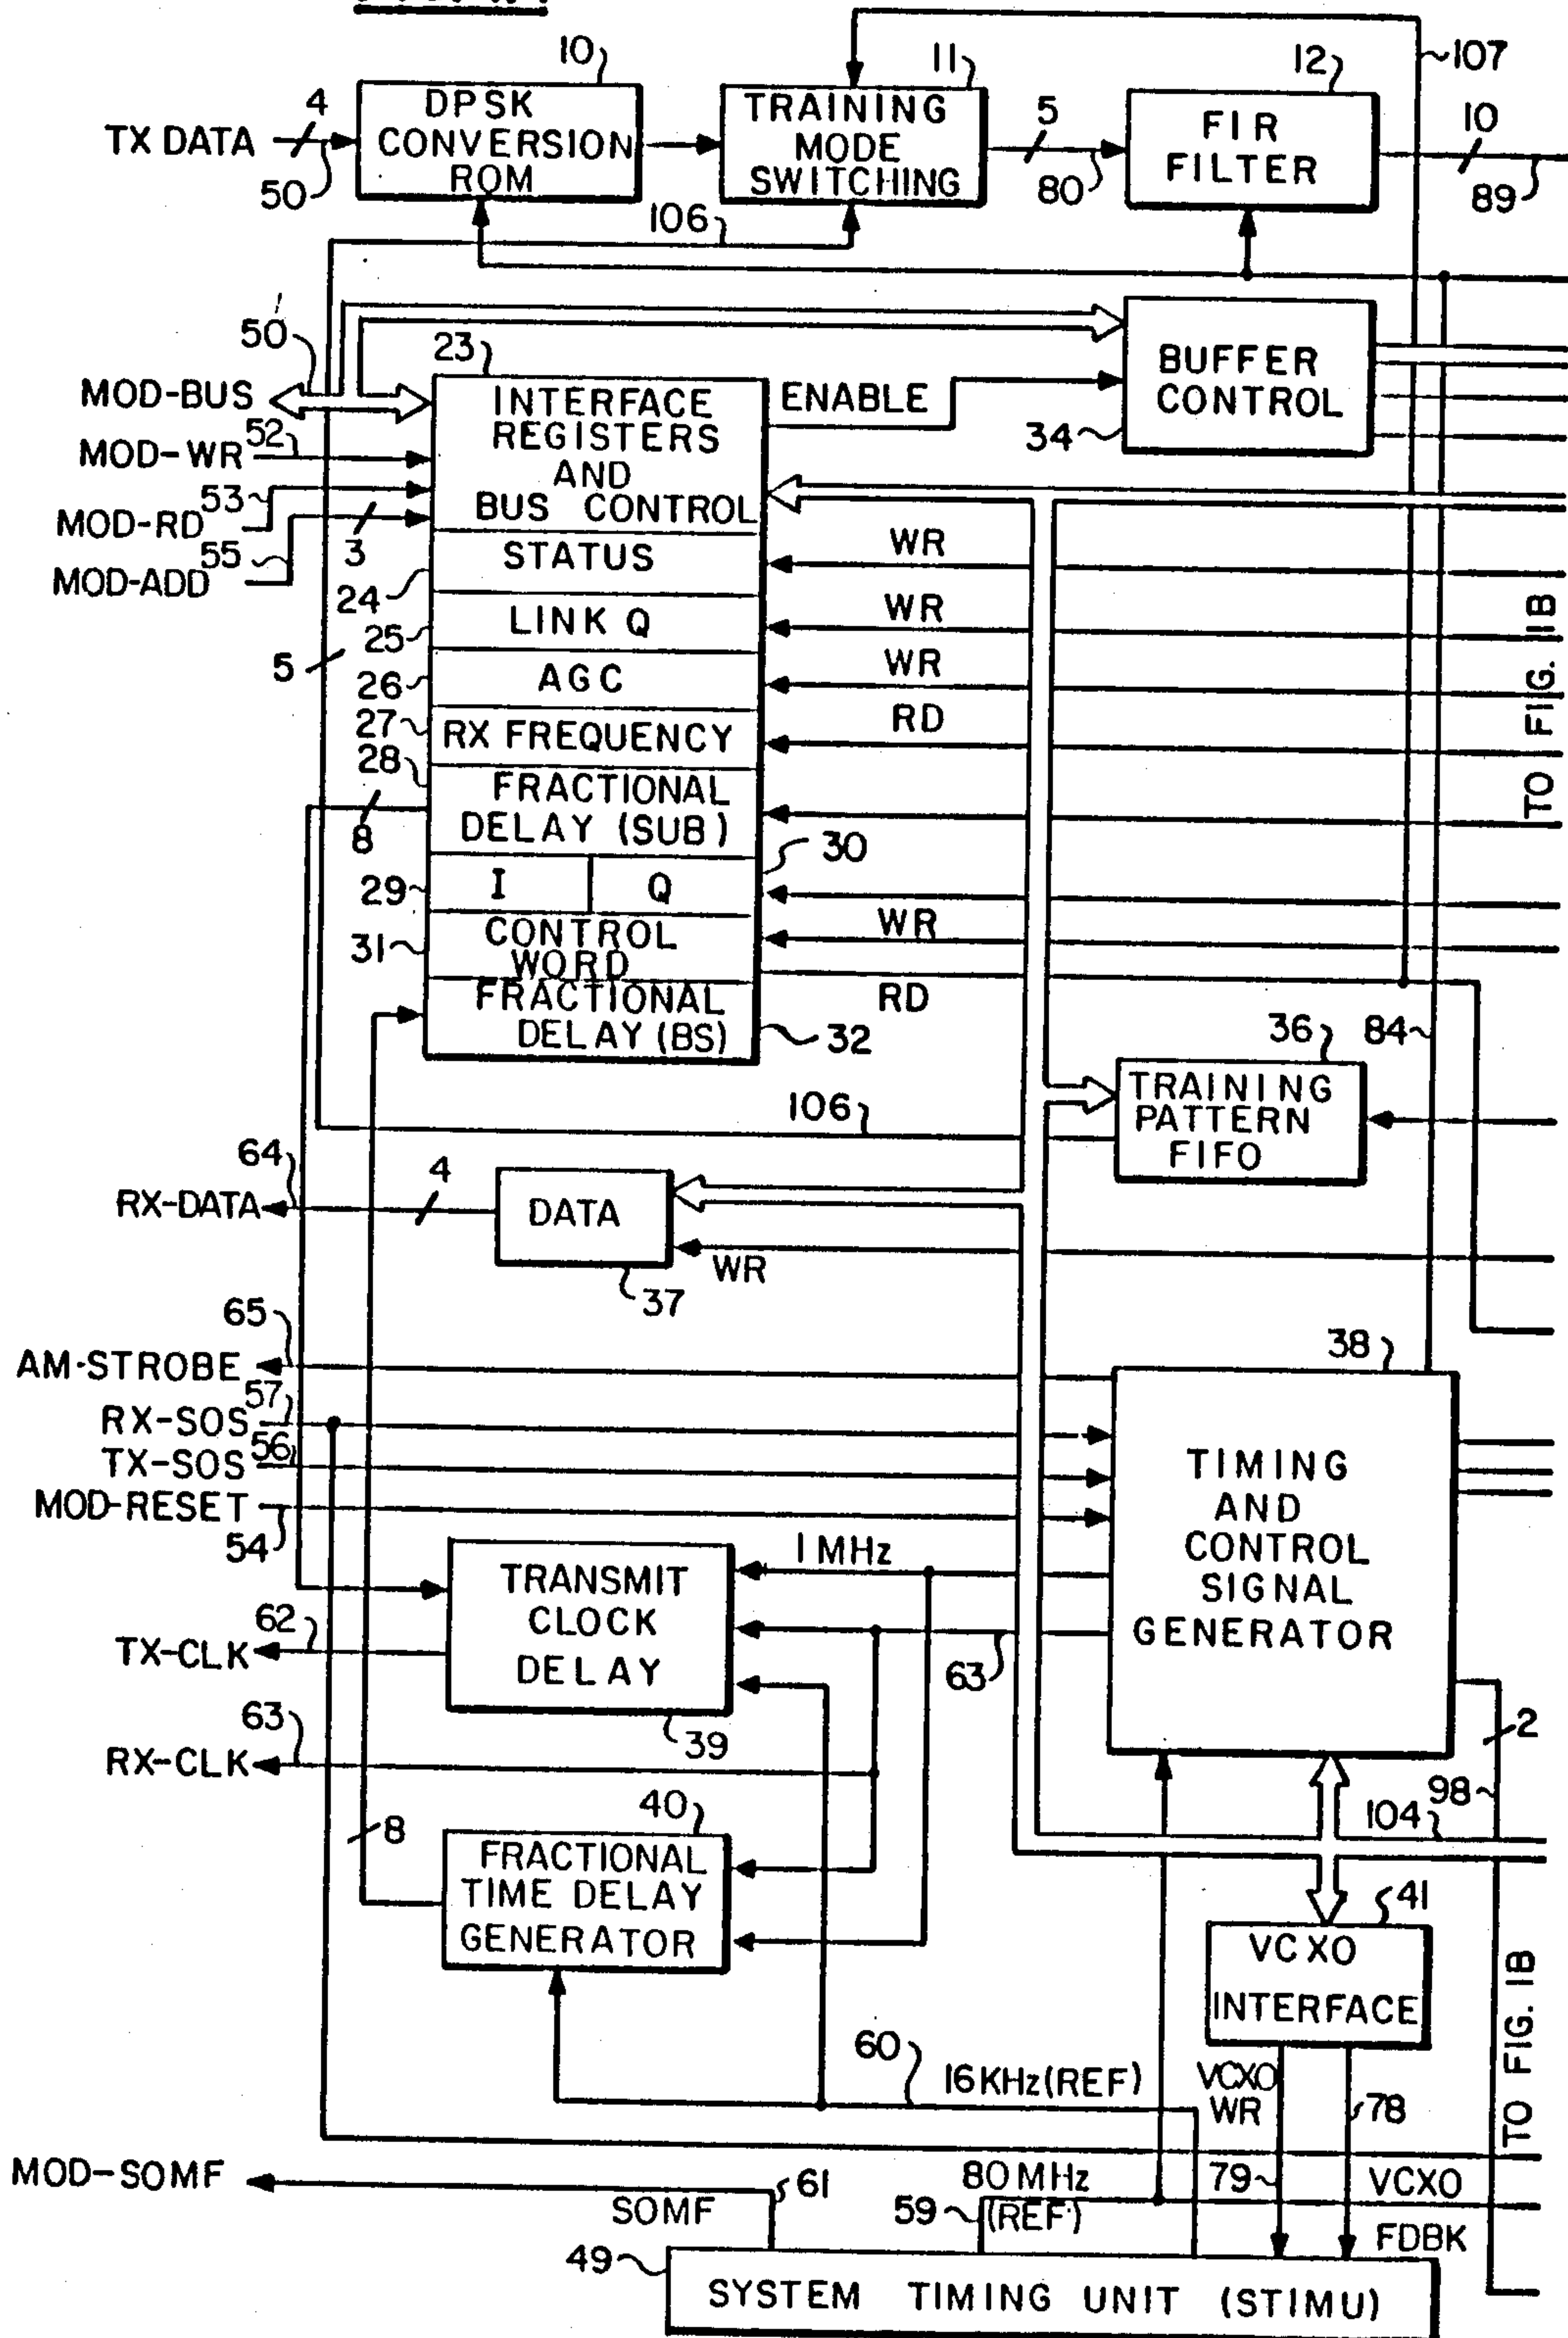 10 11 12 107
TX DATA 4 50
DPSK
CONVERSION
ROM
TRAINING
MODE
SWITCHING
5 80
FIR
FILTER
10 89
106
50'
MOD-BUS
MOD-WR 52
MOD-RD 53
MOD-ADD 55
3
5
23
INTERFACE
REGISTERS
AND
BUS CONTROL
ENABLE
BUFFER
CONTROL
34
24 STATUS WR
25 LINK Q WR
26 AGC WR
27 RX FREQUENCY RD
28 FRACTIONAL
DELAY (SUB)
8
29 I Q 30
WR
31 CONTROL
WORD
RD
FRACTIONAL
DELAY (BS) 32
TO FIG. 1B
36 84
TRAINING
PATTERN
FIFO
106
64
RX-DATA 4 DATA
WR
37
65
AM-STROBE
RX-SOS 57
TX-SOS 56
MOD-RESET
54
38
TIMING
AND
CONTROL
SIGNAL
GENERATOR
1 MHz
TRANSMIT
CLOCK
DELAY
39
62
TX-CLK
63
63
RX-CLK
2
98
104
40
8
FRACTIONAL
TIME DELAY
GENERATOR
41
VCXO
INTERFACE
TO FIG. 1B
60
16KHz(REF)
VCXO
WR
78
79
MOD-SOMF
SOMF
61
80 MHz
(REF)
59
VCXO
FDBK
49
SYSTEM TIMING UNIT (STIMU)